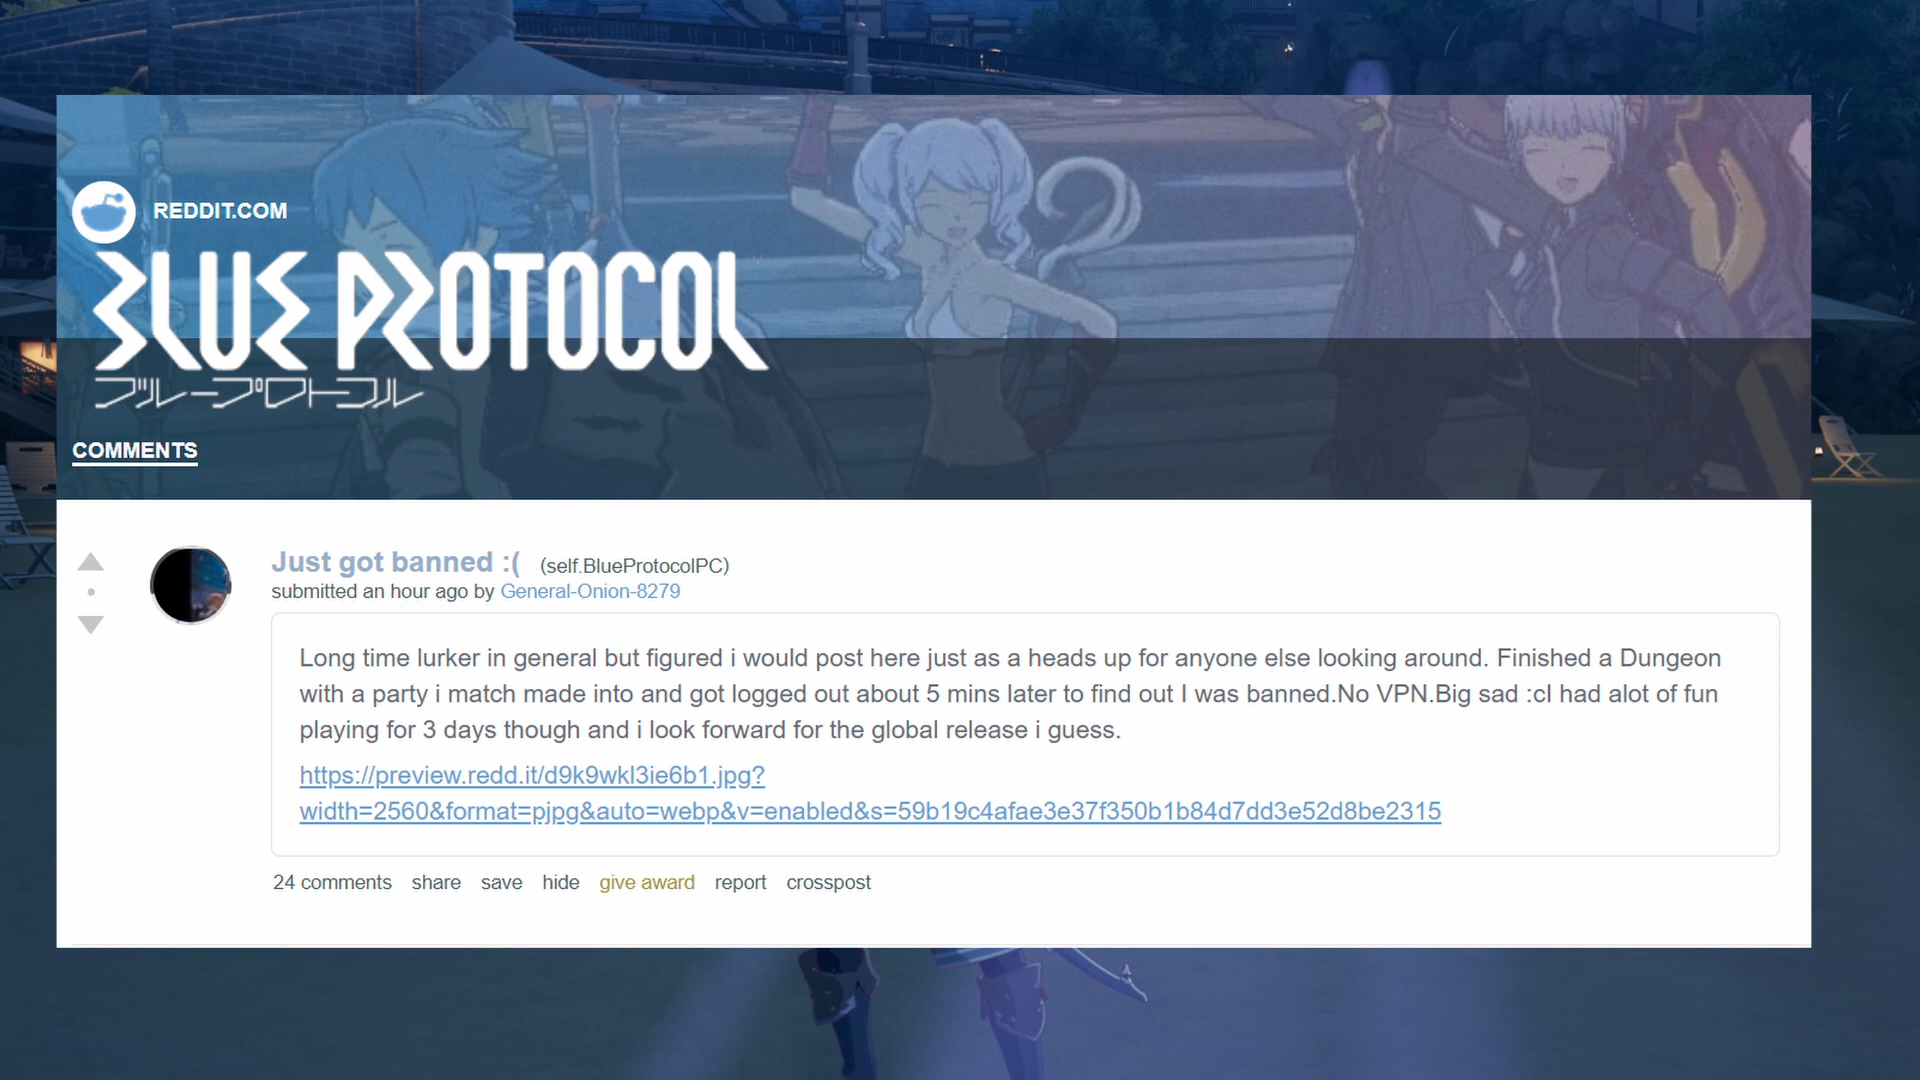 REDDIT.COM
BLUE PROTOCOL
ブループロトコル
COMMENTS
Just got banned :( (self.BlueProtocolPC)
submitted an hour ago by General-Onion-8279
Long time lurker in general but figured i would post here just as a heads up for anyone else looking around. Finished a Dungeon
with a party i match made into and got logged out about 5 mins later to find out I was banned.No VPN.Big sad :cI had alot of fun
playing for 3 days though and i look forward for the global release i guess.
https://preview.redd.it/d9k9wkl3ie6b1.jpg?
width=2560&format=pjpg&auto=webp&v=enabled&s=59b19c4afae3e37f350b1b84d7dd3e52d8be2315
24 comments share save hide give award report crosspost